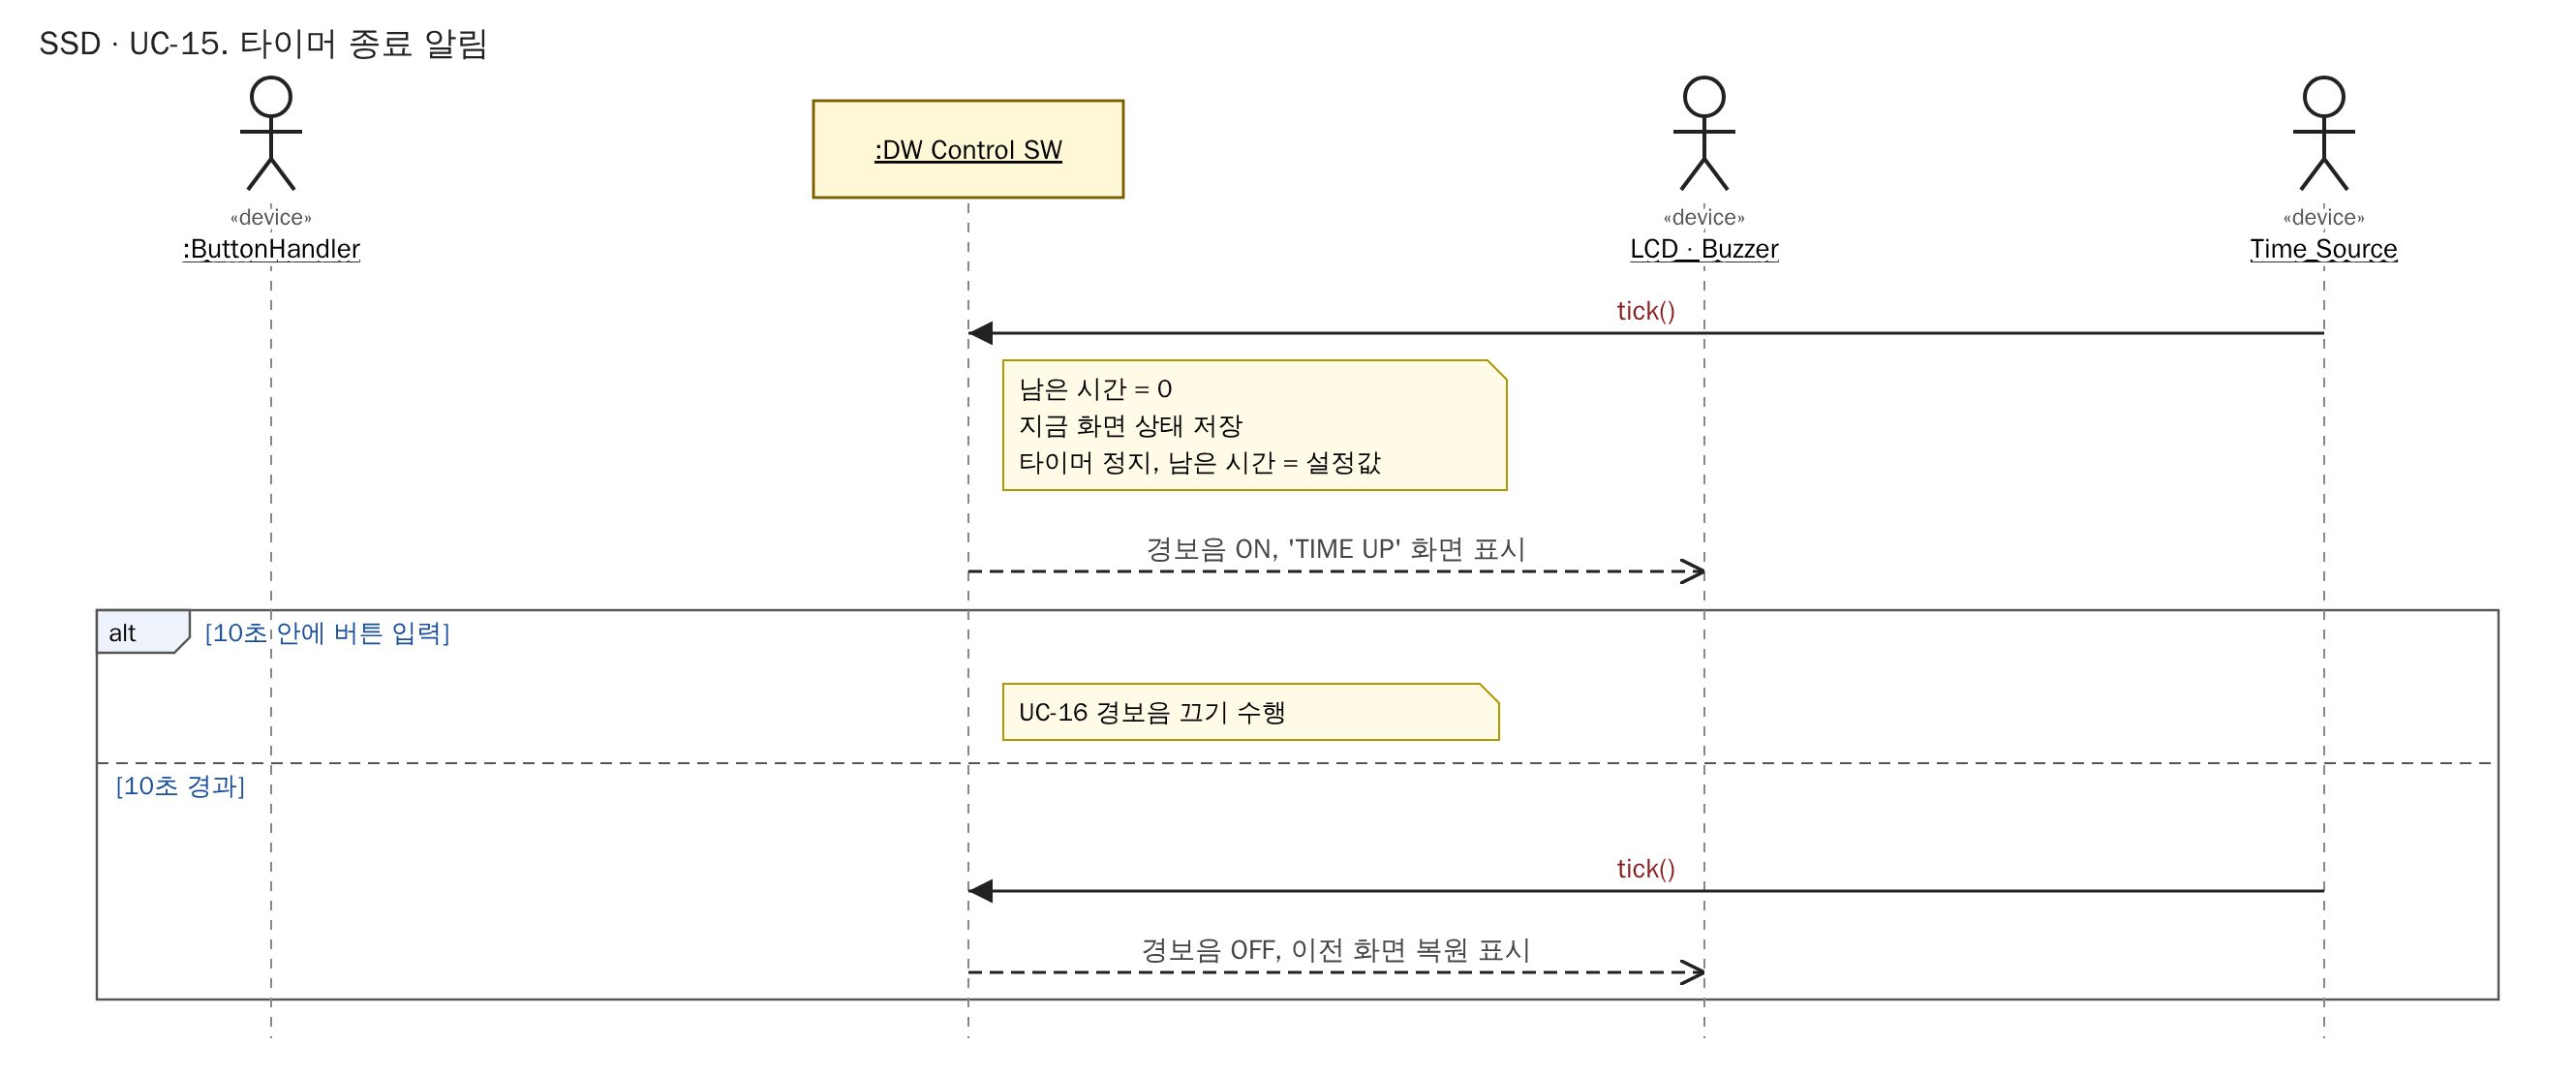 SSD · UC-15. 타이머 종료 알림
«device»
:ButtonHandler
:DW Control SW
«device»
LCD · Buzzer
«device»
Time Source
tick()
남은 시간 = 0
지금 화면 상태 저장
타이머 정지, 남은 시간 = 설정값
경보음 ON, 'TIME UP' 화면 표시
alt [10초 안에 버튼 입력]
UC-16 경보음 끄기 수행
[10초 경과]
tick()
경보음 OFF, 이전 화면 복원 표시